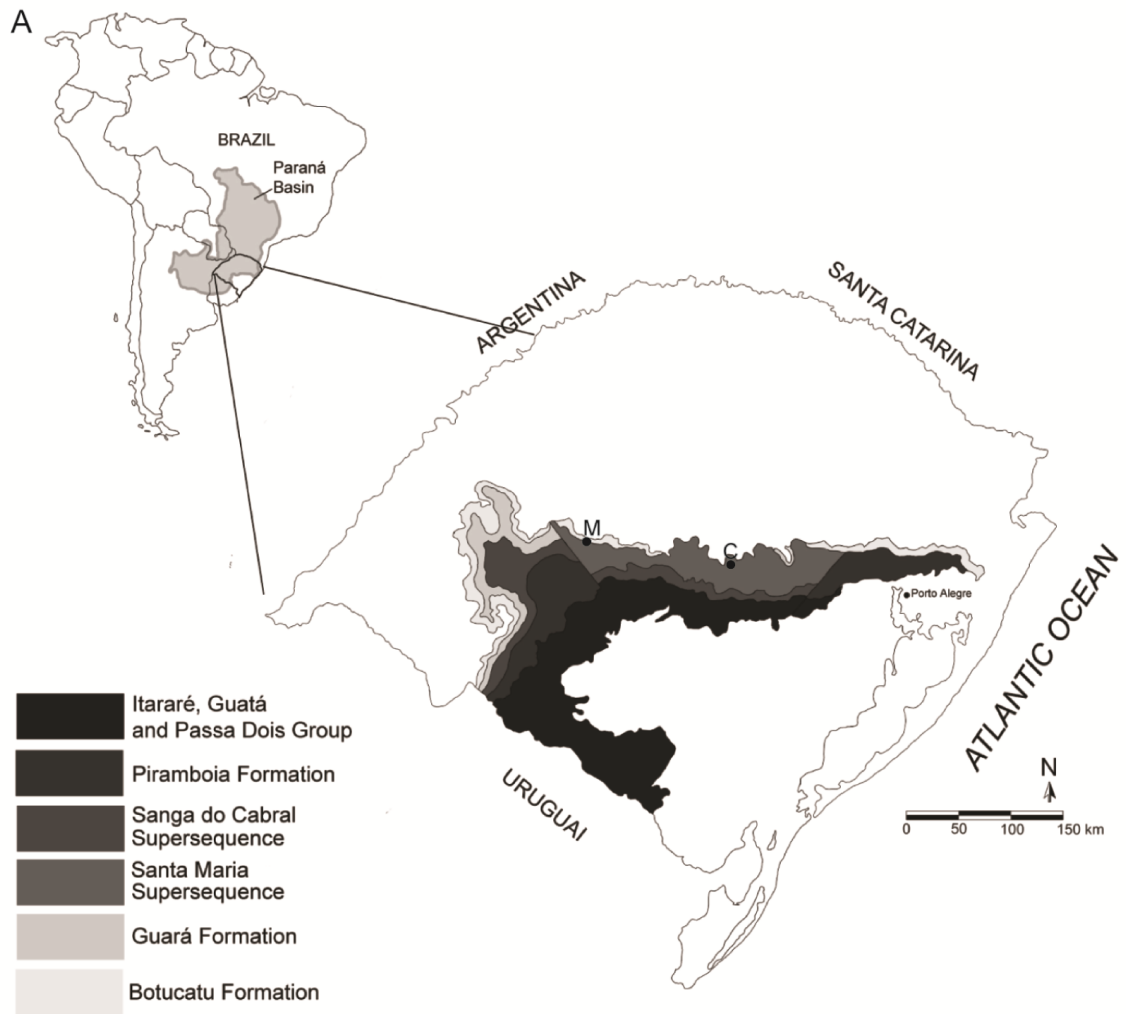 A
BRAZIL
Paraná
Basin
ARGENTINA
SANTA CATARINA
M
C
Porto Alegre
ATLANTIC OCEAN
URUGUAI
N
0 50 100 150 km
Itararé, Guatá
and Passa Dois Group
Piramboia Formation
Sanga do Cabral
Supersequence
Santa Maria
Supersequence
Guará Formation
Botucatu Formation